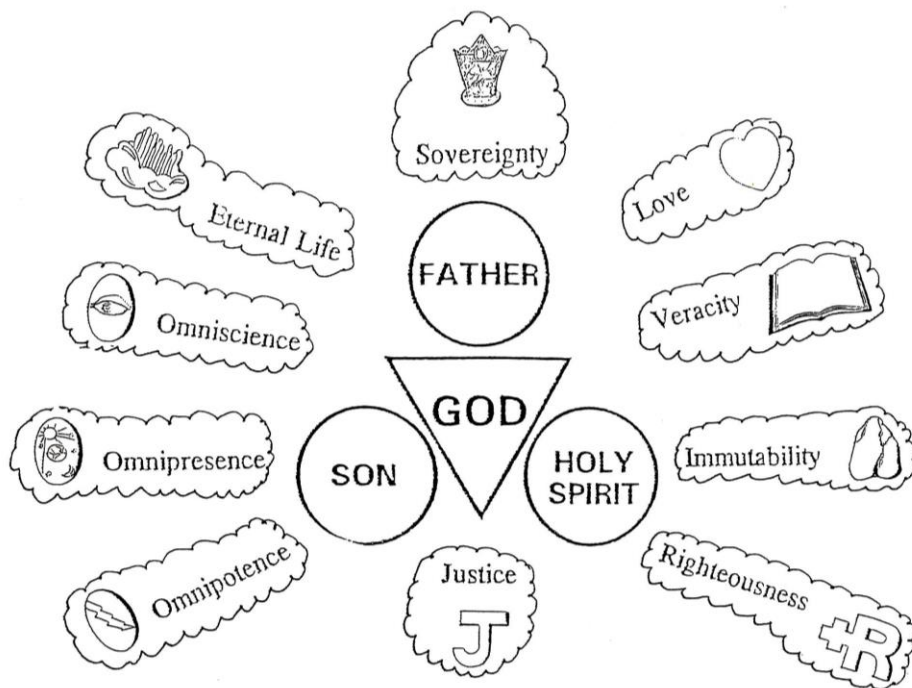 Sovereignty
Eternal Life
Love
FATHER
Omniscience
Veracity
GOD
Omnipresence
SON
HOLY
SPIRIT
Immutability
Omnipotence
Justice
J
Righteousness
+R